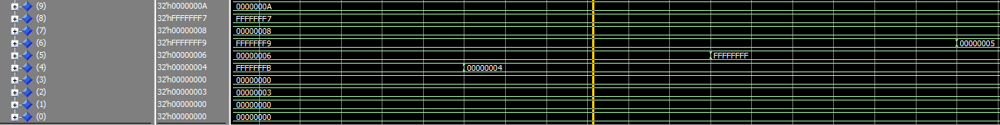 (9) 32'h0000000A 0000000A
(8) 32'hFFFFFFF7 FFFFFFF7
(7) 32'h00000008 00000008
(6) 32'hFFFFFFF9 FFFFFFF9 00000005
(5) 32'h00000006 00000006 FFFFFFFF
(4) 32'h00000004 FFFFFFFB 00000004
(3) 32'h00000000 00000000
(2) 32'h00000003 00000003
(1) 32'h00000000 00000000
(0) 32'h00000000 00000000